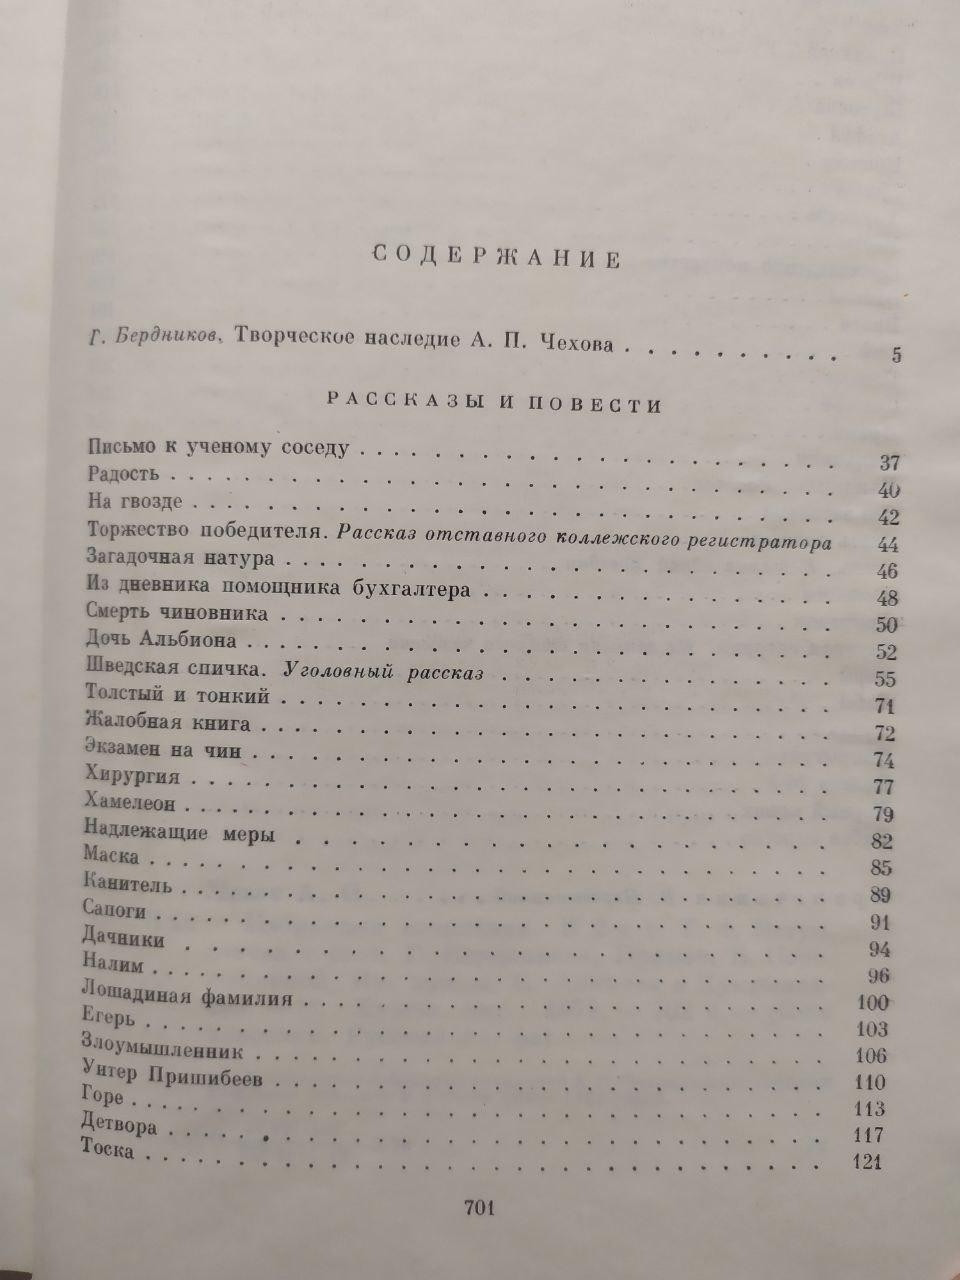 СОДЕРЖАНИЕ
Г. Бердников. Творческое наследие А. П. Чехова . . . . . . . . . . 5
РАССКАЗЫ И ПОВЕСТИ
Письмо к ученому соседу . . . . . . . . . . . . . . . . . . . . 37
Радость . . . . . . . . . . . . . . . . . . . . 40
На гвозде . . . . . . . . . . . . . . . . . . . . 42
Торжество победителя. Рассказ отставного коллежского регистратора 44
Загадочная натура . . . . . . . . . . . . . . . . . . . . 46
Из дневника помощника бухгалтера . . . . . . . . . . . . . . . . 48
Смерть чиновника . . . . . . . . . . . . . . . . . . . . 50
Дочь Альбиона . . . . . . . . . . . . . . . . . . . . 52
Шведская спичка. Уголовный рассказ . . . . . . . . . . . . . . . 55
Толстый и тонкий . . . . . . . . . . . . . . . . . . . . 71
Жалобная книга . . . . . . . . . . . . . . . . . . . . 72
Экзамен на чин . . . . . . . . . . . . . . . . . . . . 74
Хирургия . . . . . . . . . . . . . . . . . . . . 77
Хамелеон . . . . . . . . . . . . . . . . . . . . 79
Надлежащие меры . . . . . . . . . . . . . . . . . . . . 82
Маска . . . . . . . . . . . . . . . . . . . . 85
Канитель . . . . . . . . . . . . . . . . . . . . 89
Сапоги . . . . . . . . . . . . . . . . . . . . 91
Дачники . . . . . . . . . . . . . . . . . . . . 94
Налим . . . . . . . . . . . . . . . . . . . . 96
Лошадиная фамилия . . . . . . . . . . . . . . . . . . . . 100
Егерь . . . . . . . . . . . . . . . . . . . . 103
Злоумышленник . . . . . . . . . . . . . . . . . . . . 106
Унтер Пришибеев . . . . . . . . . . . . . . . . . . . . 110
Горе . . . . . . . . . . . . . . . . . . . . 113
Детвора . . . . . . . . . . . . . . . . . . . . 117
Тоска . . . . . . . . . . . . . . . . . . . . 121
701